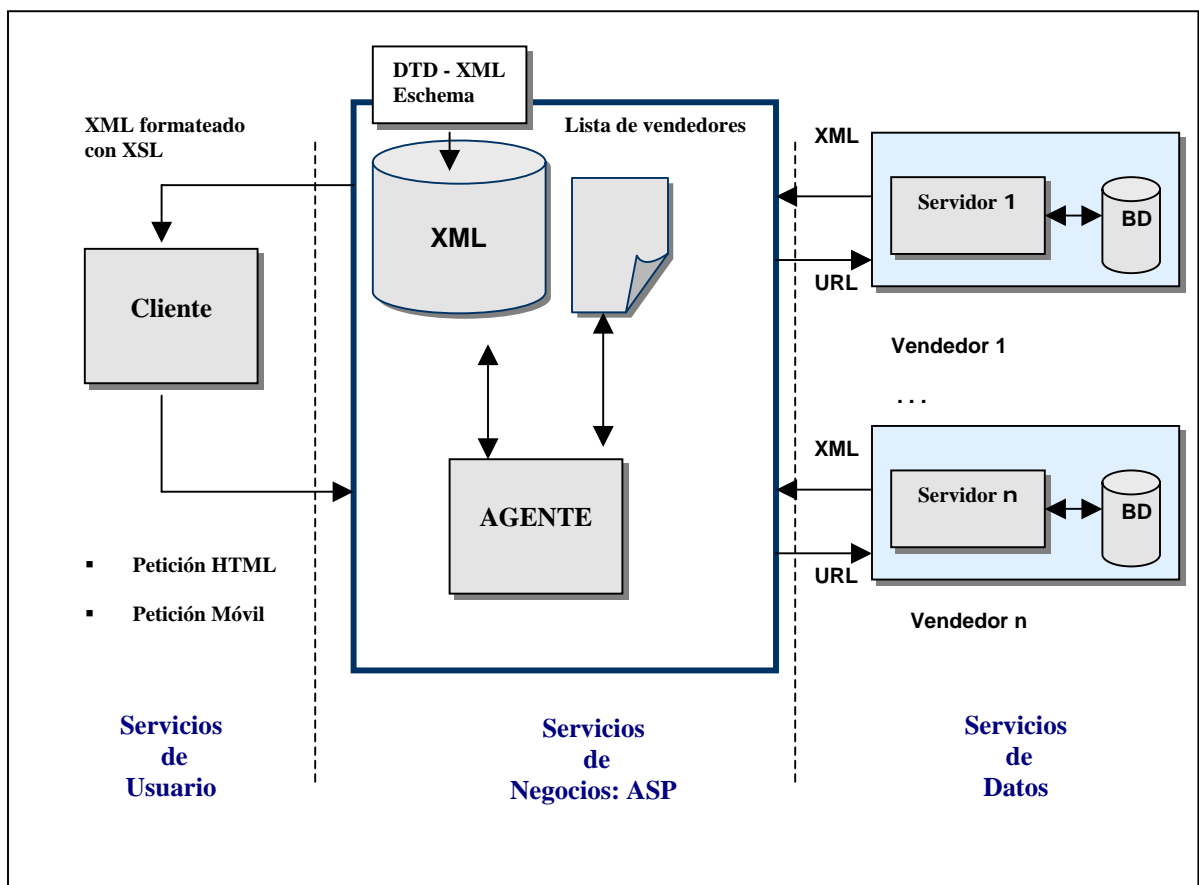 DTD - XML
Eschema
XML formateado
con XSL
Lista de vendedores
XML
Cliente
AGENTE
▪ Petición HTML
▪ Petición Móvil
XML
Servidor 1
BD
URL
Vendedor 1
. . .
XML
Servidor n
BD
URL
Vendedor n
Servicios
de
Usuario
Servicios
de
Negocios: ASP
Servicios
de
Datos